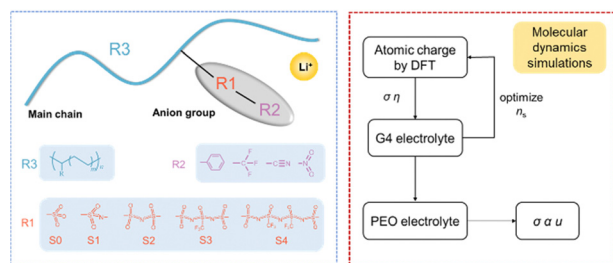 R3
Li⁺
R1
R2
Main chain
Anion group
R3
R2
R1
S0
S1
S2
S3
S4
Molecular
dynamics
simulations
Atomic charge
by DFT
σ η
optimize
nₛ
G4 electrolyte
PEO electrolyte
σ α u